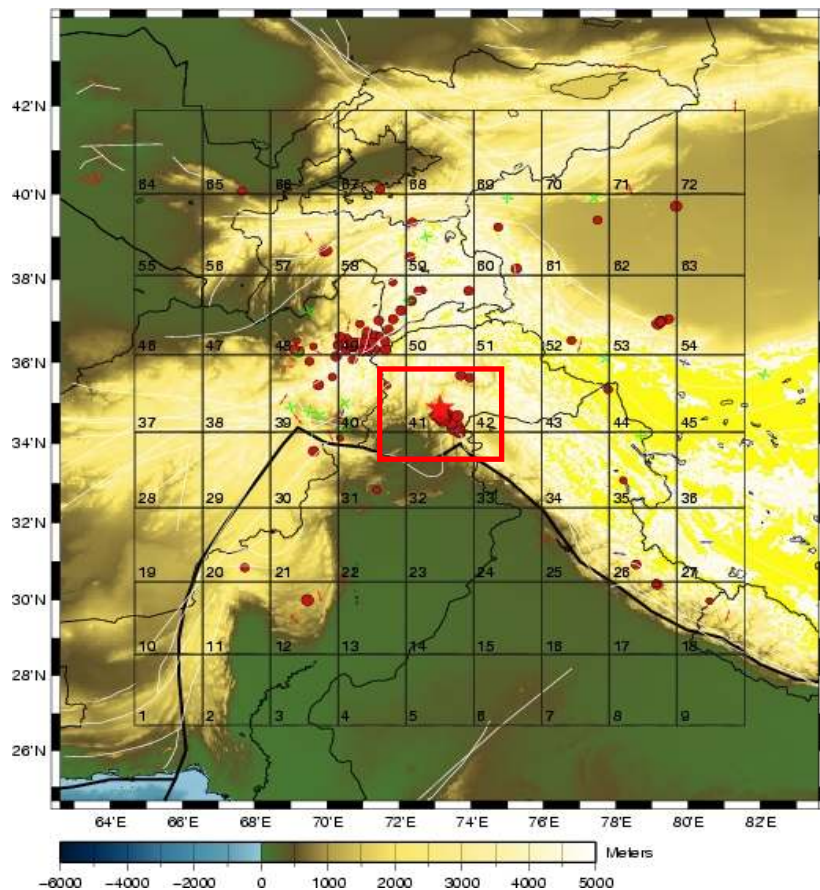 42°N
64 65 66 67 68 69 70 71 72
40°N
38°N
55 56 57 58 59 60 61 62 63
36°N
46 47 48 49 50 51 52 53 54
34°N
37 38 39 40 41 42 43 44 45
32°N
28 29 30 31 32 33 34 35 36
30°N
19 20 21 22 23 24 25 26 27
28°N
10 11 12 13 14 15 16 17 18
26°N
1 2 3 4 5 6 7 8 9
64°E 66°E 68°E 70°E 72°E 74°E 76°E 78°E 80°E 82°E
Meters
−6000 −4000 −2000 0 1000 2000 3000 4000 5000